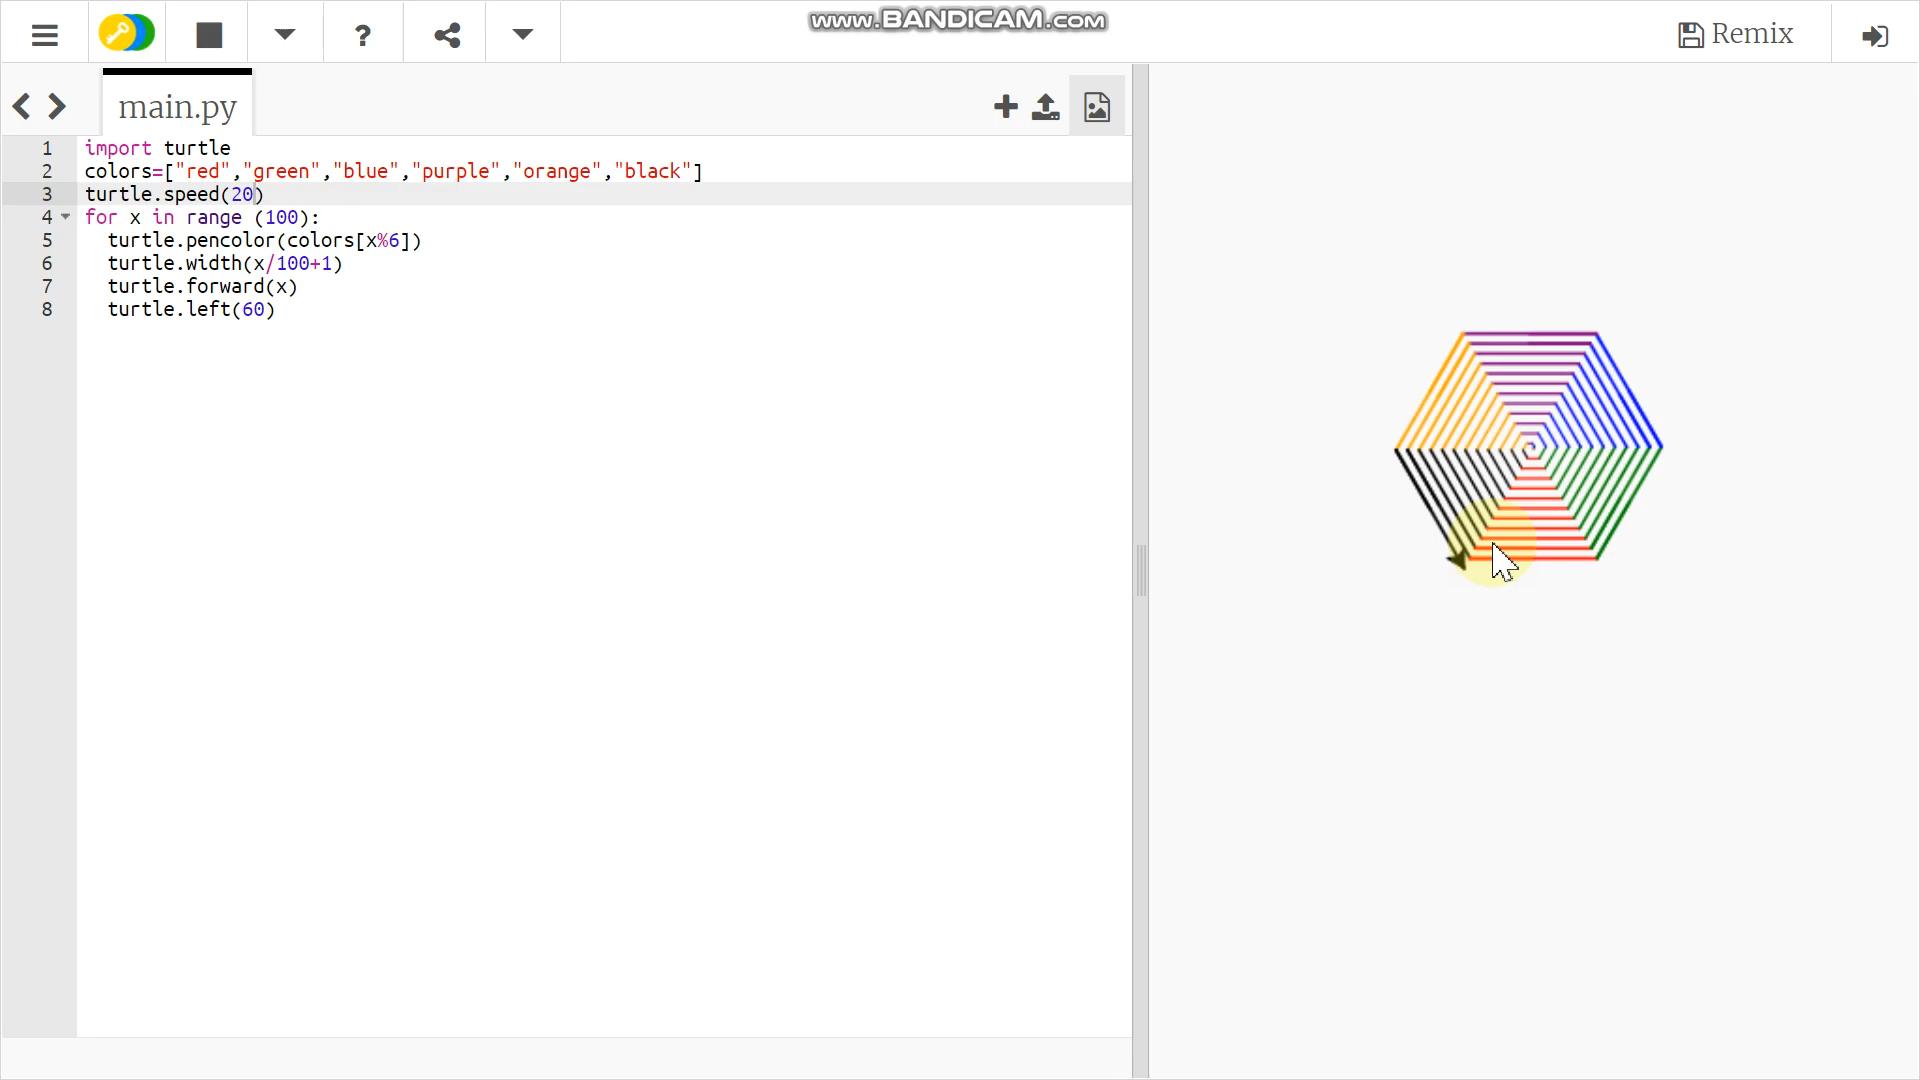 www.BANDICAM.com
? Remix
main.py
1 import turtle
2 colors=["red","green","blue","purple","orange","black"]
3 turtle.speed(20)
4 for x in range (100):
5 turtle.pencolor(colors[x%6])
6 turtle.width(x/100+1)
7 turtle.forward(x)
8 turtle.left(60)